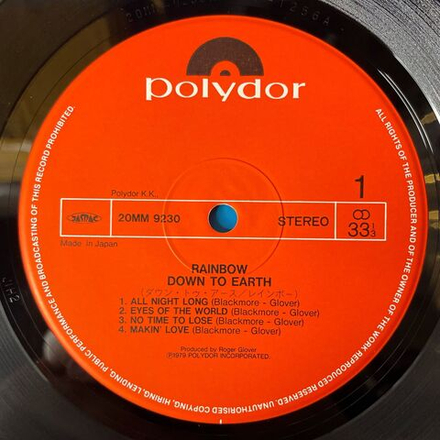 polydor
Polydor K.K.,
JASRAC
20MM 9230
STEREO
1
33 1/3
Made in Japan
RAINBOW
DOWN TO EARTH
(ダウン・トゥ・アース/レインボー)
1. ALL NIGHT LONG (Blackmore - Glover)
2. EYES OF THE WORLD (Blackmore - Glover)
3. NO TIME TO LOSE (Blackmore - Glover)
4. MAKIN' LOVE (Blackmore - Glover)
Produced by Roger Glover
Ⓟ1979 POLYDOR INCORPORATED.
ALL RIGHTS OF THE PRODUCER AND OF THE OWNER OF THE WORK REPRODUCED RESERVED. UNAUTHORISED COPYING, HIRING, LENDING, PUBLIC PERFORMANCE AND BROADCASTING OF THIS RECORD PROHIBITED.